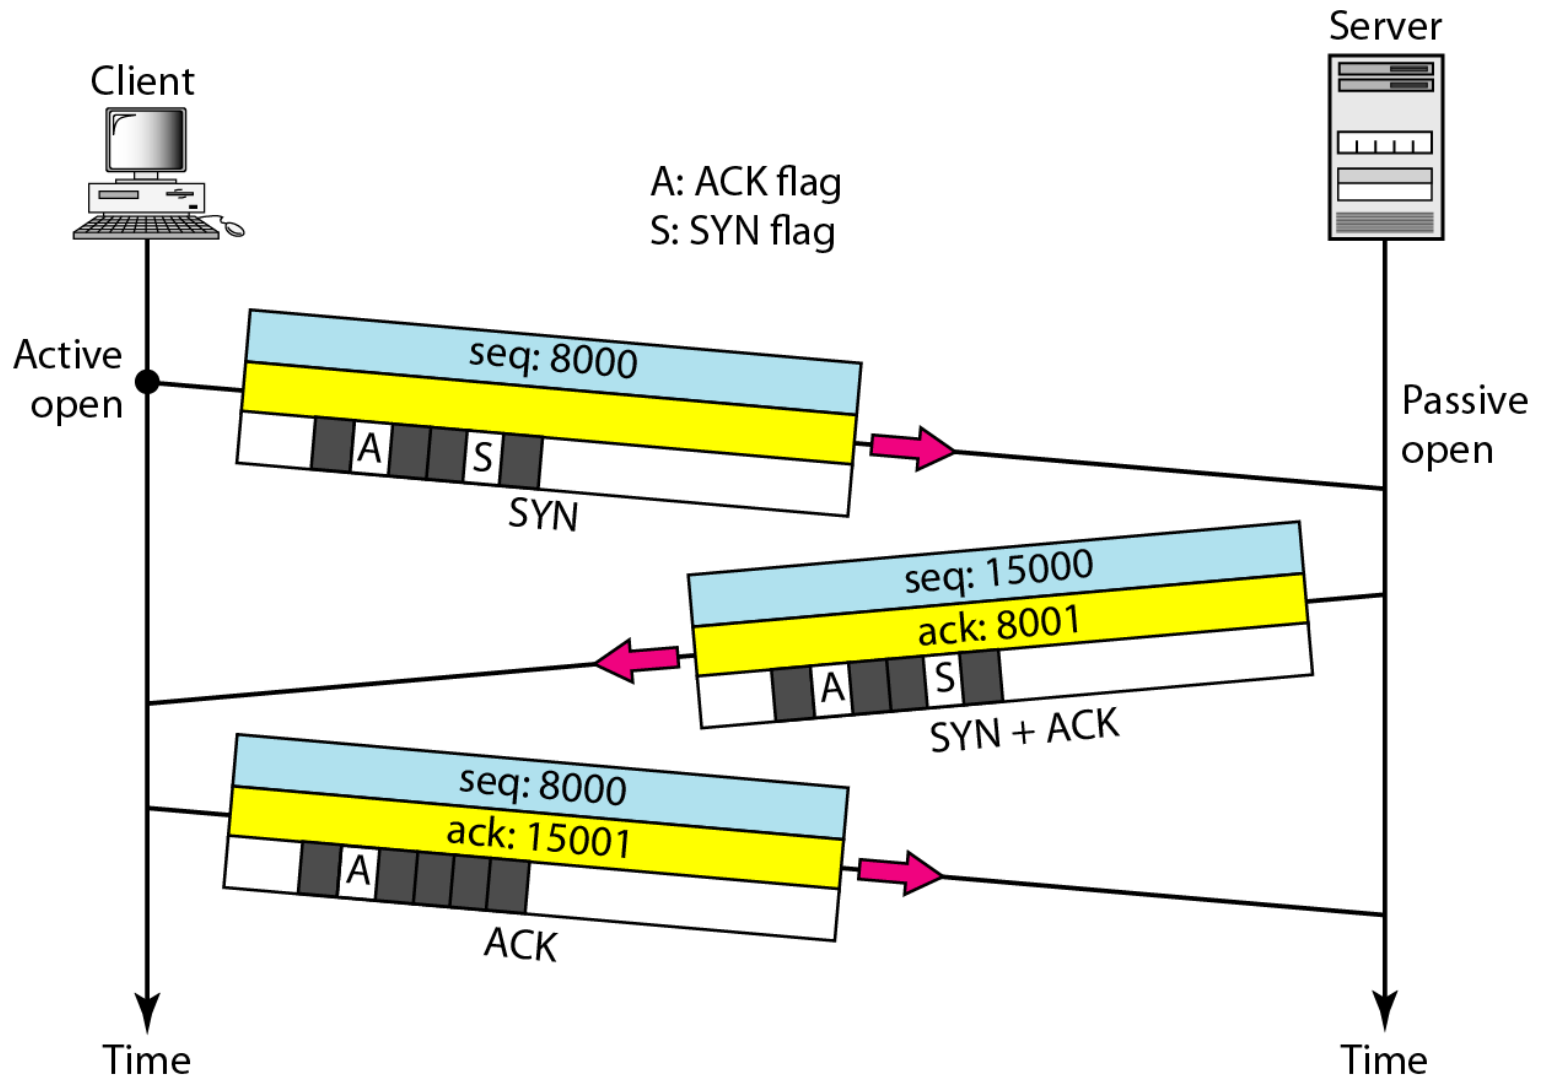 Server
Client
A: ACK flag
S: SYN flag
Active
open
seq: 8000
A S
SYN
Passive
open
seq: 15000
ack: 8001
A S
SYN + ACK
seq: 8000
ack: 15001
A
ACK
Time
Time